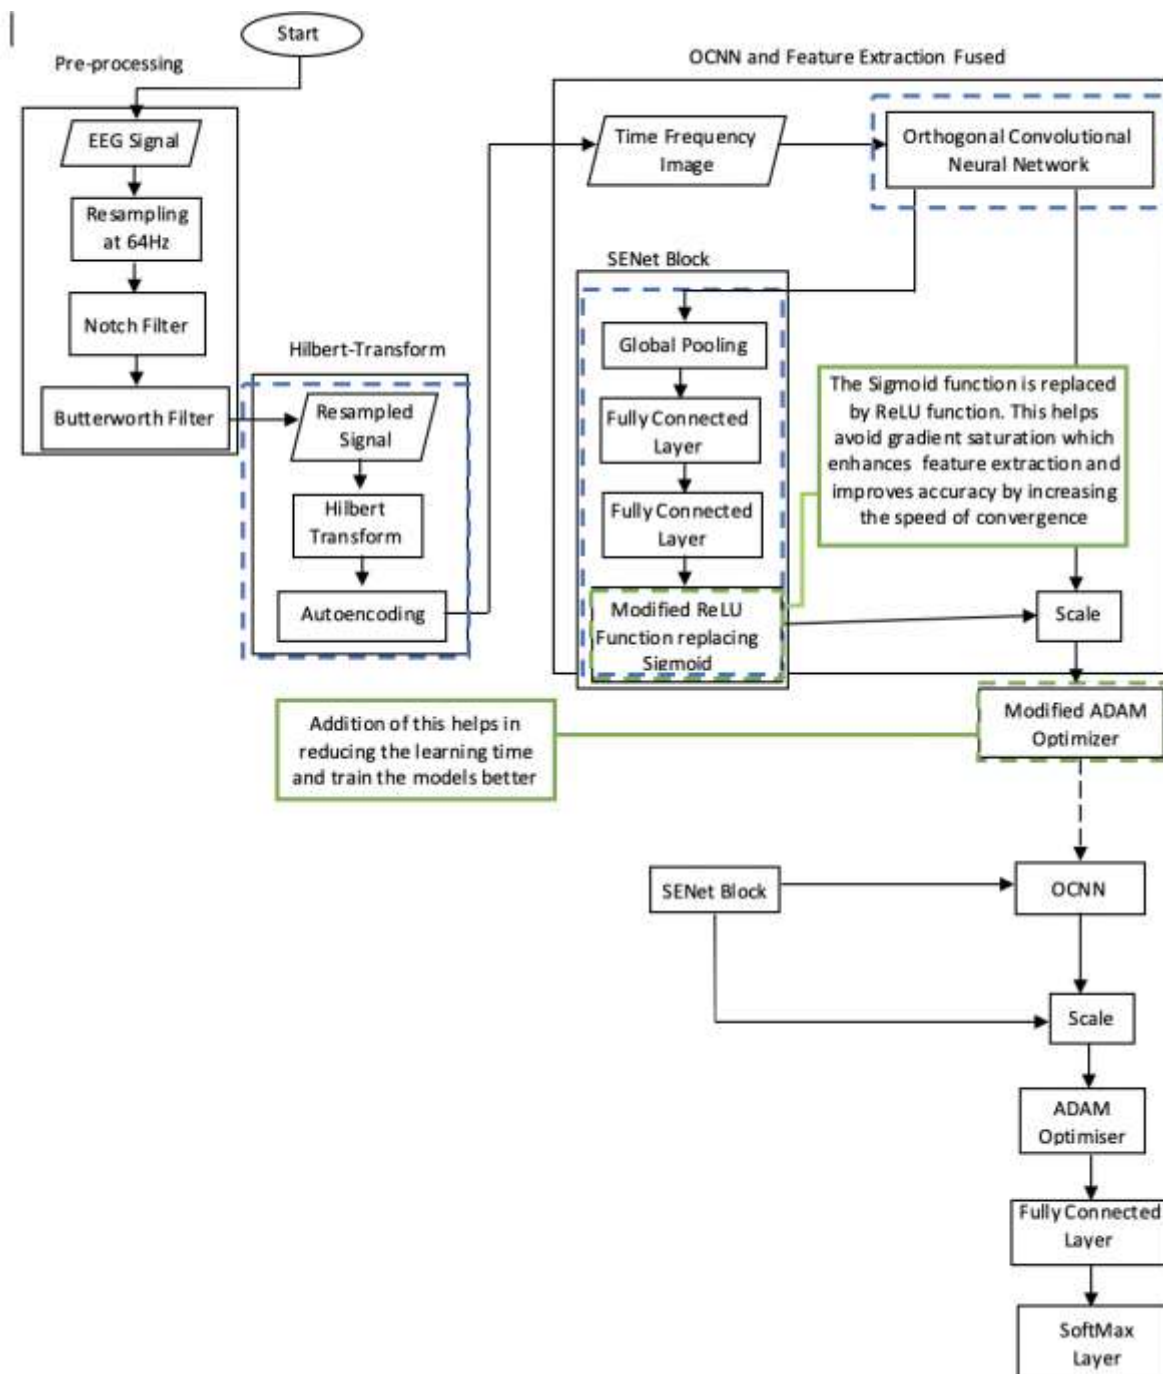 Start
Pre-processing
EEG Signal
Resampling
at 64Hz
Notch Filter
Butterworth Filter
Hilbert-Transform
Resampled
Signal
Hilbert
Transform
Autoencoding
OCNN and Feature Extraction Fused
Time Frequency
Image
Orthogonal Convolutional
Neural Network
SENet Block
Global Pooling
Fully Connected
Layer
Fully Connected
Layer
Modified ReLU
Function replacing
Sigmoid
The Sigmoid function is replaced
by ReLU function. This helps
avoid gradient saturation which
enhances feature extraction and
improves accuracy by increasing
the speed of convergence
Scale
Modified ADAM
Optimizer
Addition of this helps in
reducing the learning time
and train the models better
SENet Block
OCNN
Scale
ADAM
Optimiser
Fully Connected
Layer
SoftMax
Layer